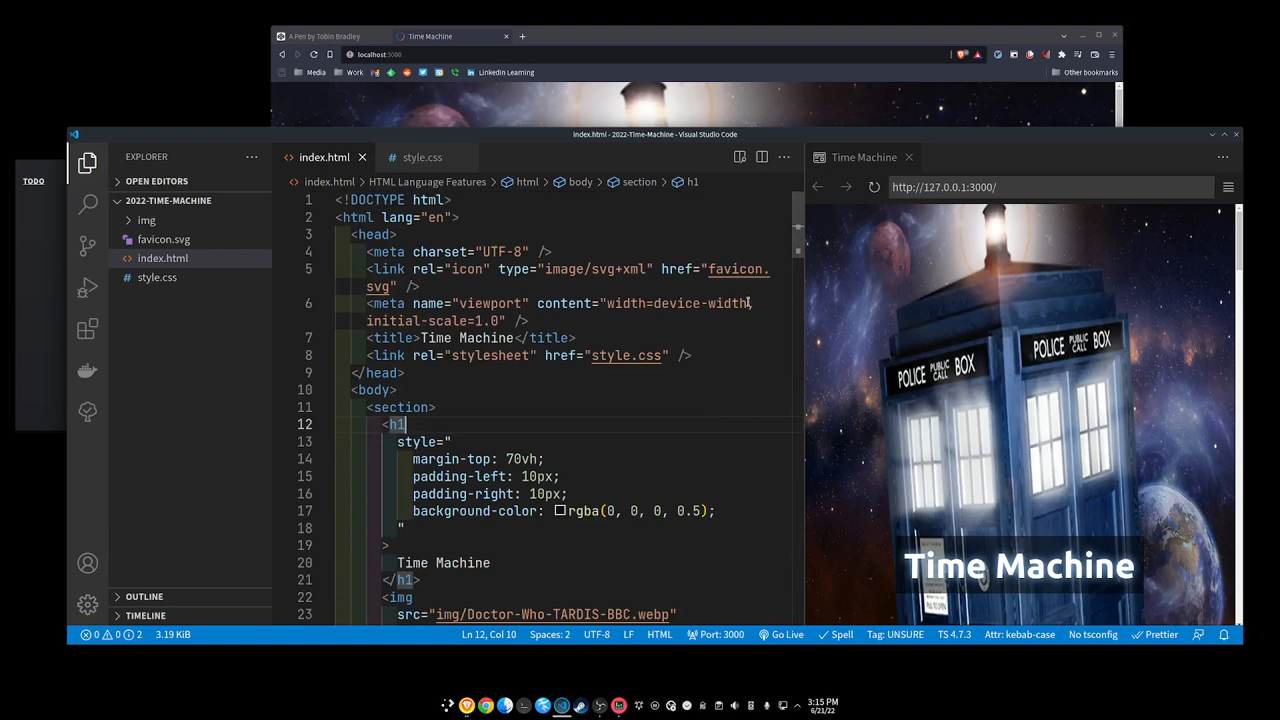 A Pen by Tobin Bradley
Time Machine
localhost:3000
Media Work LinkedIn Learning Other bookmarks
index.html - 2022-Time-Machine - Visual Studio Code
TODO
EXPLORER
OPEN EDITORS
2022-TIME-MACHINE
img
favicon.svg
index.html
style.css
OUTLINE
TIMELINE
index.html style.css
index.html HTML Language Features html body section h1
1 <!DOCTYPE html>
2 <html lang="en">
3 <head>
4 <meta charset="UTF-8" />
5 <link rel="icon" type="image/svg+xml" href="favicon.
svg" />
6 <meta name="viewport" content="width=device-width,
initial-scale=1.0" />
7 <title>Time Machine</title>
8 <link rel="stylesheet" href="style.css" />
9 </head>
10 <body>
11 <section>
12 <h1
13 style="
14 margin-top: 70vh;
15 padding-left: 10px;
16 padding-right: 10px;
17 background-color: rgba(0, 0, 0, 0.5);
18 "
19 >
20 Time Machine
21 </h1>
22 <img
23 src="img/Doctor-Who-TARDIS-BBC.webp"
Time Machine
http://127.0.0.1:3000/
POLICE PUBLIC CALL BOX
POLICE PUBLIC CALL BOX
Time Machine
0 0 2 3.19 KiB Ln 12, Col 10 Spaces: 2 UTF-8 LF HTML Port: 3000 Go Live Spell Tag: UNSURE TS 4.7.3 Attr: kebab-case No tsconfig Prettier
3:15 PM
6/21/22